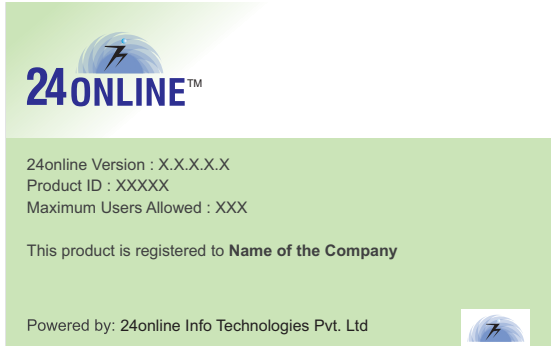 24ONLINE™
24online Version : X.X.X.X.X
Product ID : XXXXX
Maximum Users Allowed : XXX
This product is registered to Name of the Company
Powered by: 24online Info Technologies Pvt. Ltd